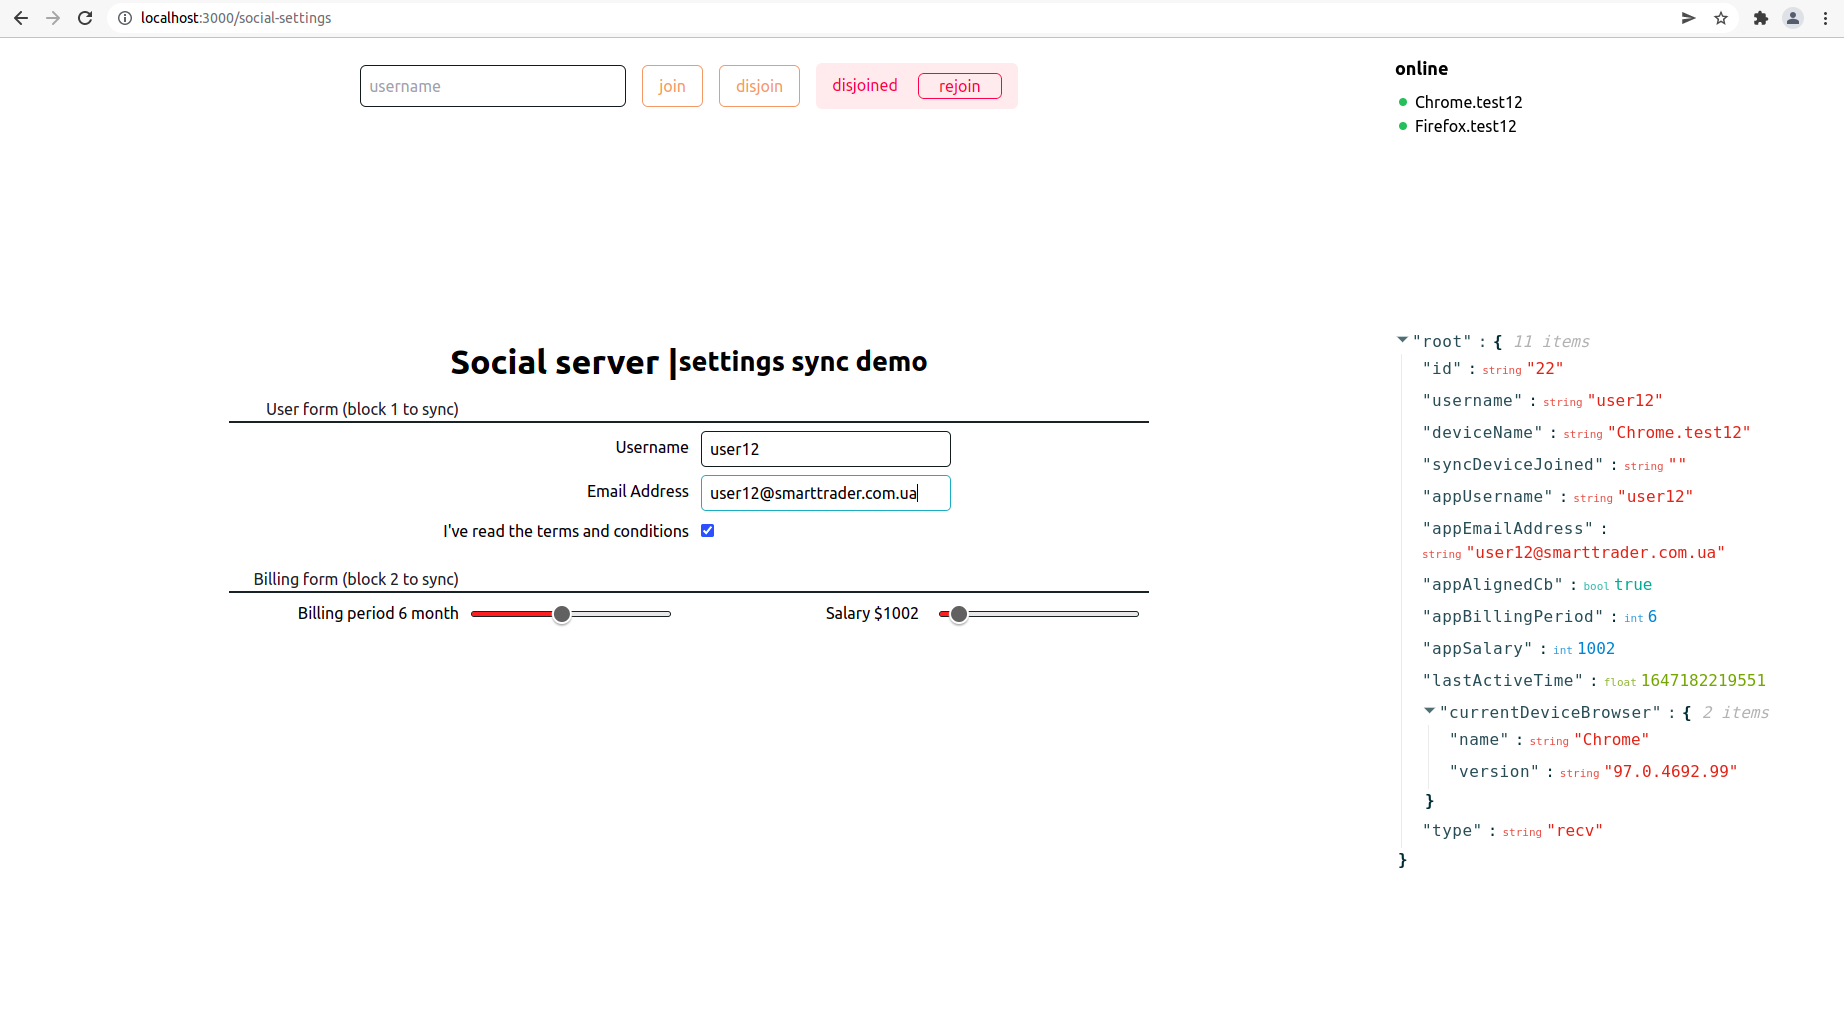 localhost:3000/social-settings
username
join
disjoin
disjoined
rejoin
online
Chrome.test12
Firefox.test12
Social server |settings sync demo
User form (block 1 to sync)
Username
user12
Email Address
user12@smarttrader.com.ua
I've read the terms and conditions
Billing form (block 2 to sync)
Billing period 6 month
Salary $1002
"root" : { 11 items
"id" : string "22"
"username" : string "user12"
"deviceName" : string "Chrome.test12"
"syncDeviceJoined" : string ""
"appUsername" : string "user12"
"appEmailAddress" :
string "user12@smarttrader.com.ua"
"appAlignedCb" : bool true
"appBillingPeriod" : int 6
"appSalary" : int 1002
"lastActiveTime" : float 1647182219551
"currentDeviceBrowser" : { 2 items
"name" : string "Chrome"
"version" : string "97.0.4692.99"
}
"type" : string "recv"
}